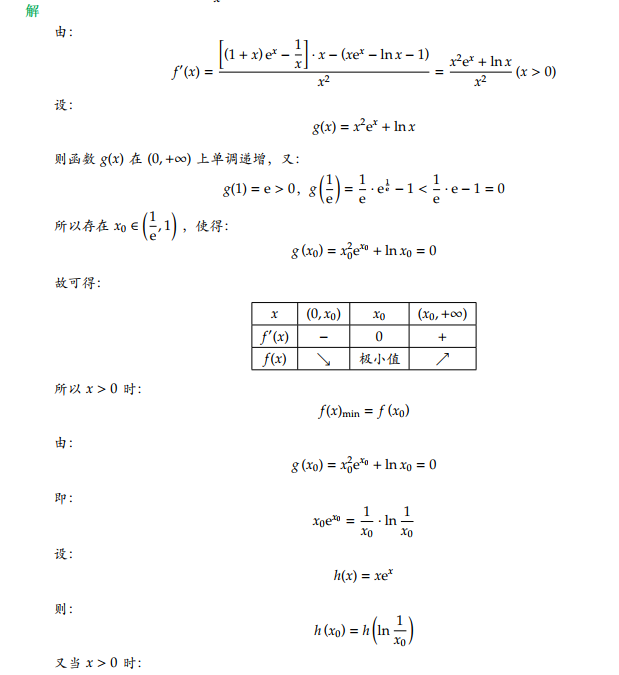 解
由:
f′(x) = [(1 + x) eˣ − 1/x] · x − (xeˣ − ln x − 1) / x² = x²eˣ + ln x / x² (x > 0)
设:
g(x) = x²eˣ + ln x
则函数 g(x) 在 (0, +∞) 上单调递增, 又:
g(1) = e > 0, g(1/e) = 1/e · e^(1/e) − 1 < 1/e · e − 1 = 0
所以存在 x₀ ∈ (1/e, 1), 使得:
g (x₀) = x₀²e^(x₀) + ln x₀ = 0
故可得:
x (0, x₀) x₀ (x₀, +∞)
f′(x) − 0 +
f(x) ↘ 极小值 ↗
所以 x > 0 时:
f(x)min = f (x₀)
由:
g (x₀) = x₀²e^(x₀) + ln x₀ = 0
即:
x₀e^(x₀) = 1/x₀ · ln 1/x₀
设:
h(x) = xeˣ
则:
h (x₀) = h(ln 1/x₀)
又当 x > 0 时: